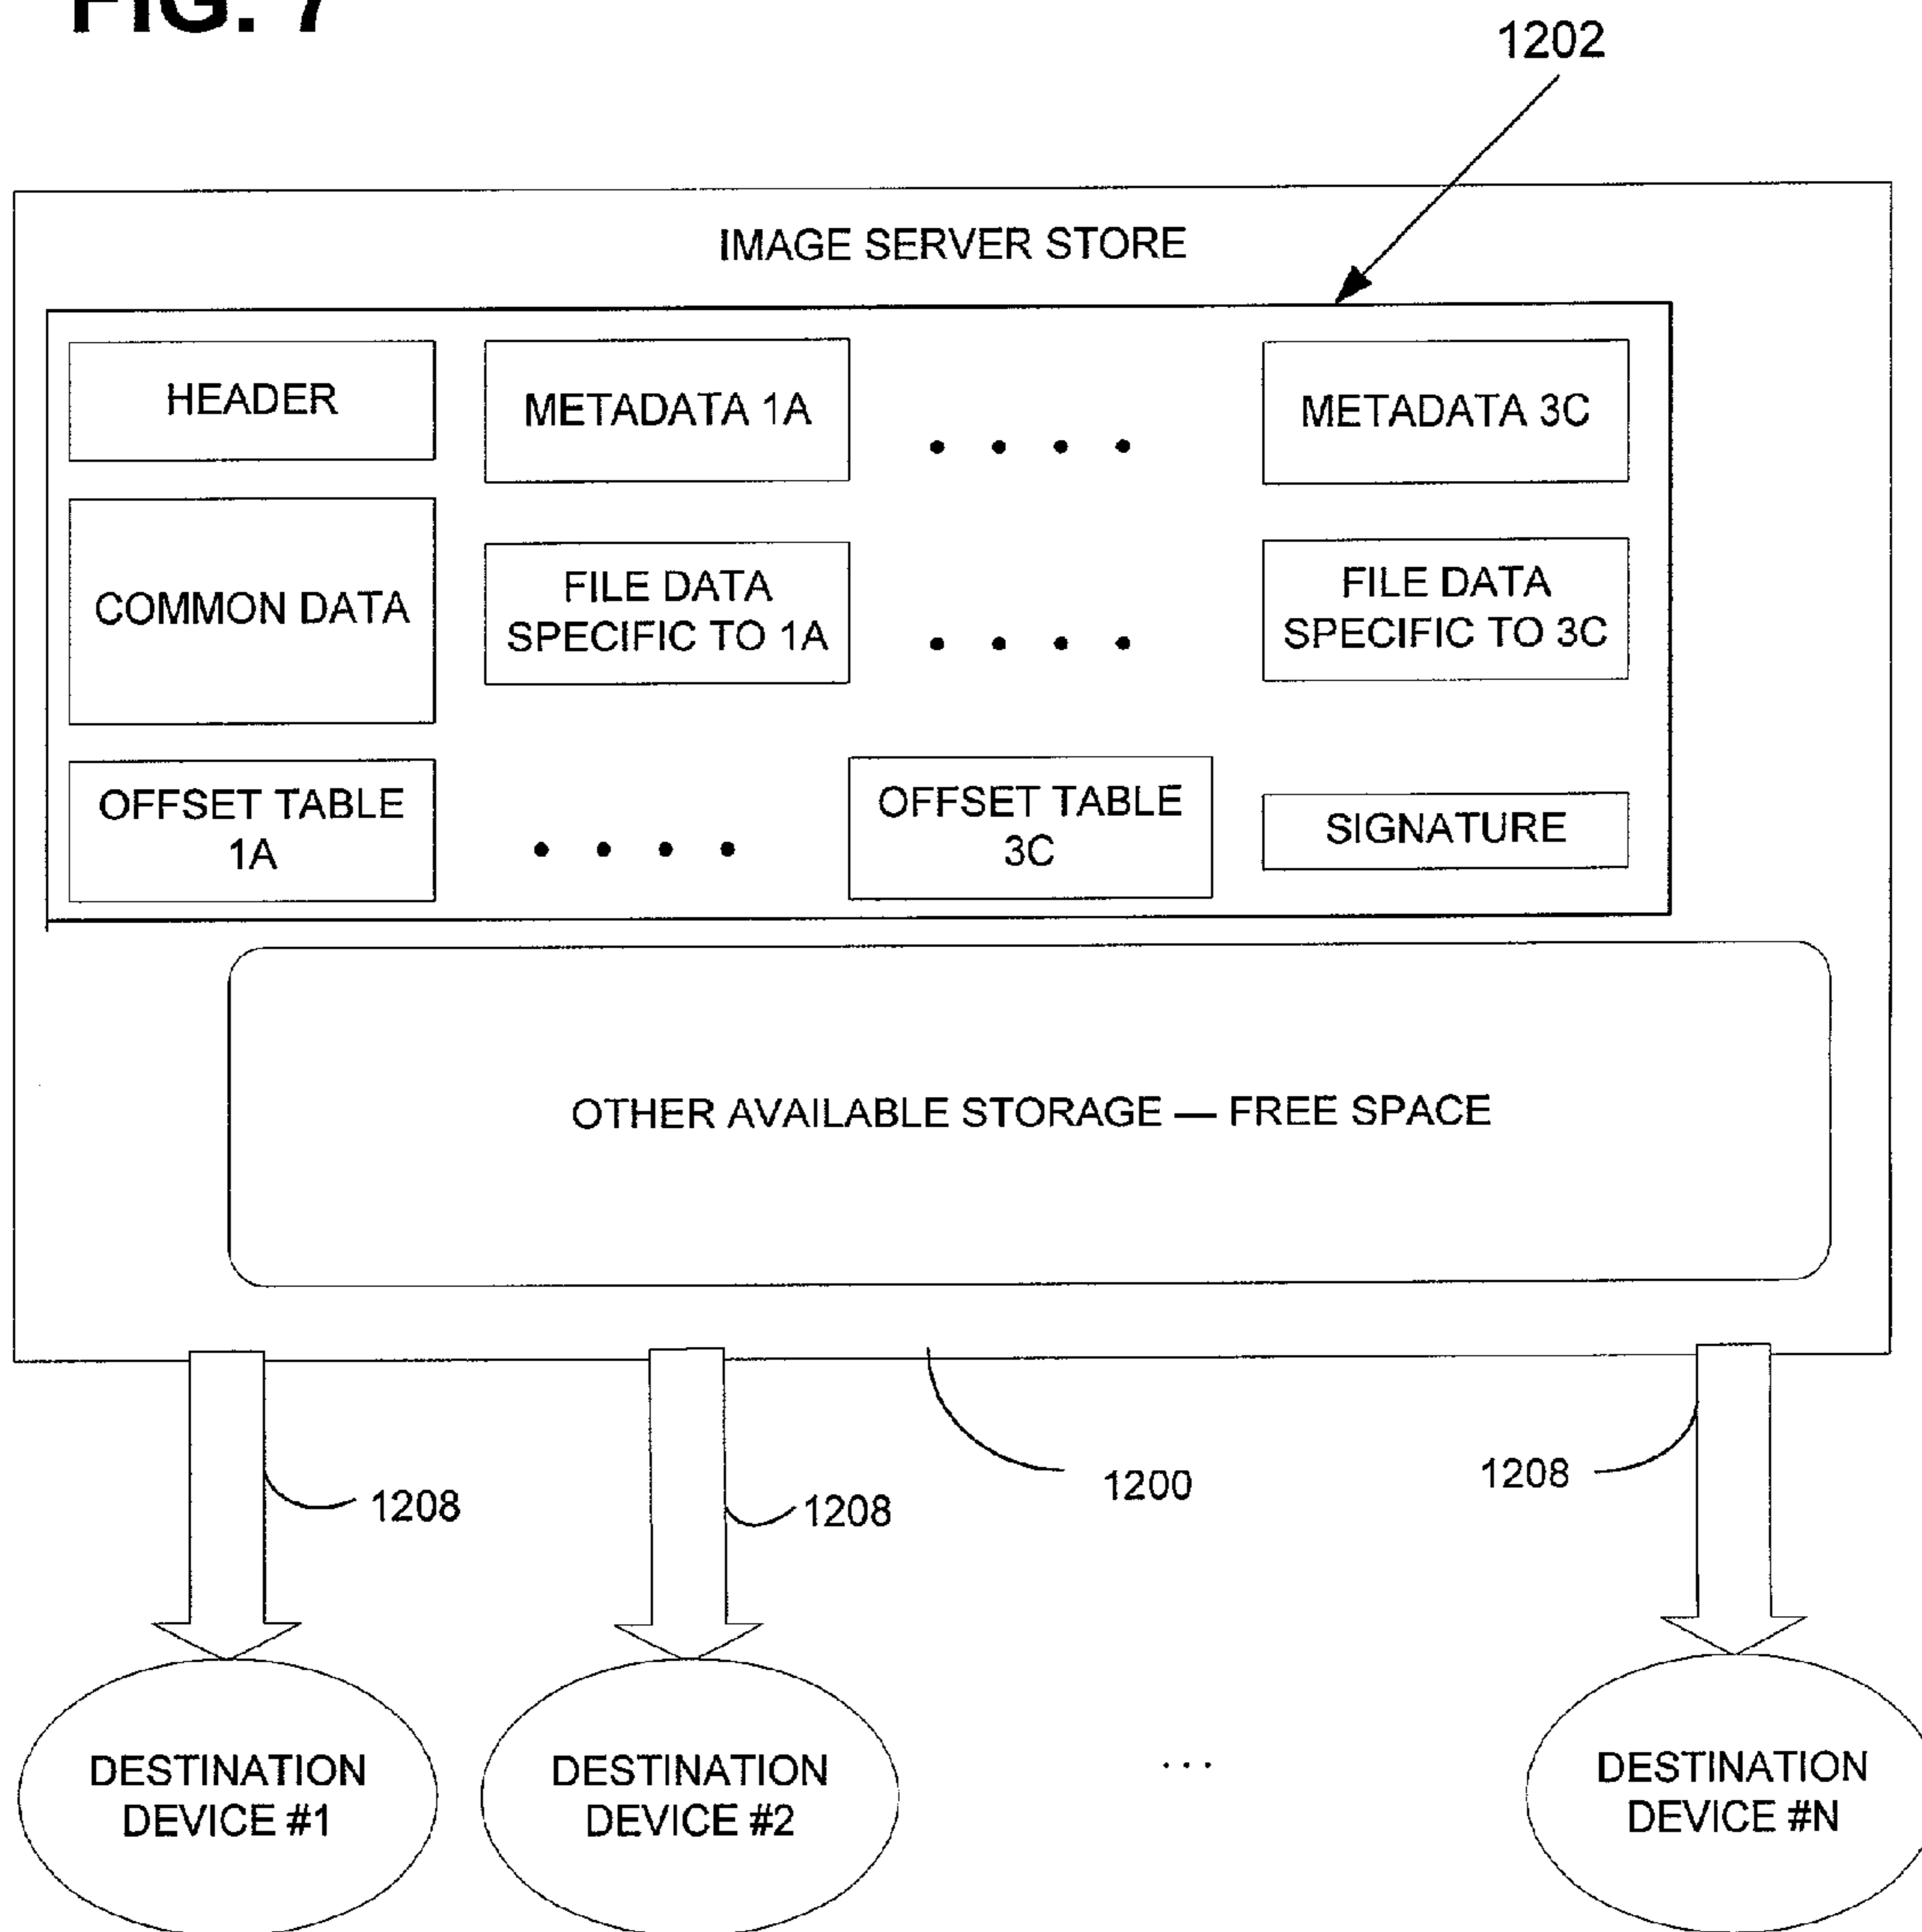 FIG. 7
1202
IMAGE SERVER STORE
HEADER
METADATA 1A
. . . .
METADATA 3C
COMMON DATA
FILE DATA
SPECIFIC TO 1A
. . . .
FILE DATA
SPECIFIC TO 3C
OFFSET TABLE
1A
. . . .
OFFSET TABLE
3C
SIGNATURE
OTHER AVAILABLE STORAGE — FREE SPACE
1208
1208
1200
1208
DESTINATION
DEVICE #1
DESTINATION
DEVICE #2
...
DESTINATION
DEVICE #N